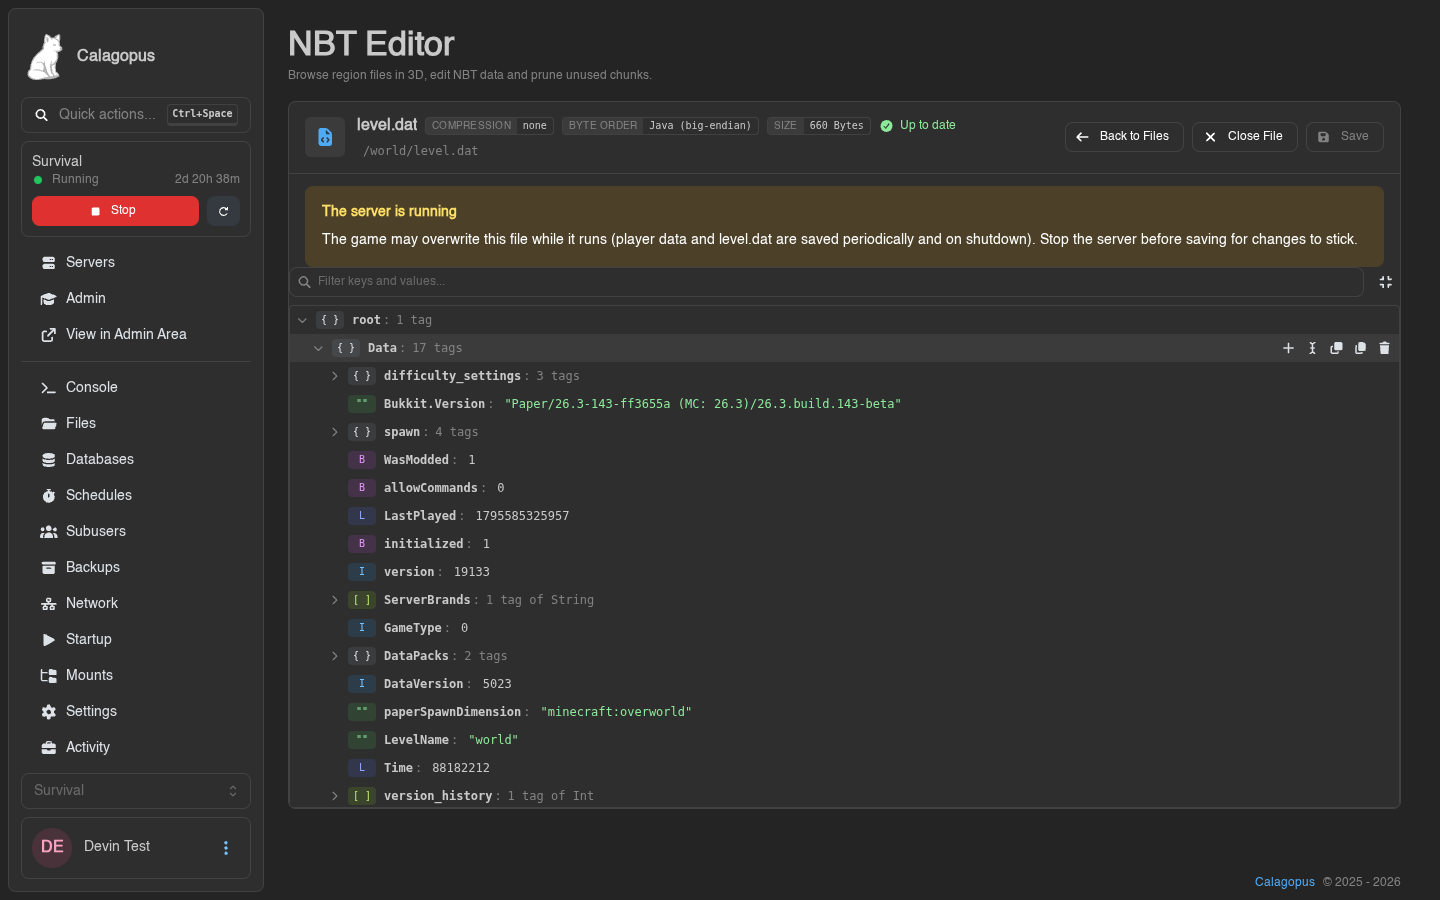 Calagopus
Quick actions... Ctrl+Space
Survival
Running 2d 20h 38m
Stop
Servers
Admin
View in Admin Area
Console
Files
Databases
Schedules
Subusers
Backups
Network
Startup
Mounts
Settings
Activity
Survival
DE Devin Test
NBT Editor
Browse region files in 3D, edit NBT data and prune unused chunks.
level.dat COMPRESSION none BYTE ORDER Java (big-endian) SIZE 660 Bytes Up to date
/world/level.dat
Back to Files Close File Save
The server is running
The game may overwrite this file while it runs (player data and level.dat are saved periodically and on shutdown). Stop the server before saving for changes to stick.
Filter keys and values...
{ } root: 1 tag
{ } Data: 17 tags
{ } difficulty_settings: 3 tags
"" Bukkit.Version: "Paper/26.3-143-ff3655a (MC: 26.3)/26.3.build.143-beta"
{ } spawn: 4 tags
B WasModded: 1
B allowCommands: 0
L LastPlayed: 1795585325957
B initialized: 1
I version: 19133
[ ] ServerBrands: 1 tag of String
I GameType: 0
{ } DataPacks: 2 tags
I DataVersion: 5023
"" paperSpawnDimension: "minecraft:overworld"
"" LevelName: "world"
L Time: 88182212
[ ] version_history: 1 tag of Int
Calagopus © 2025 - 2026